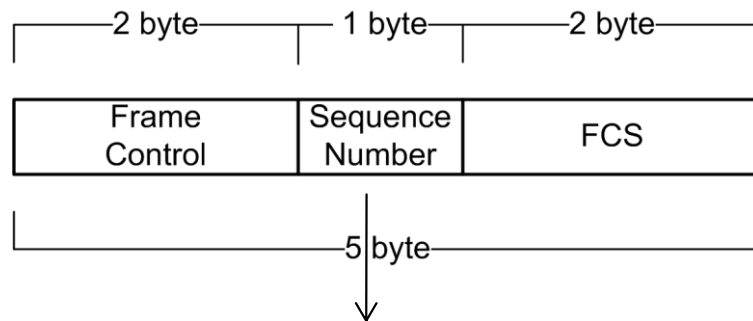 2 byte 1 byte 2 byte
Frame Control
Sequence Number
FCS
5 byte